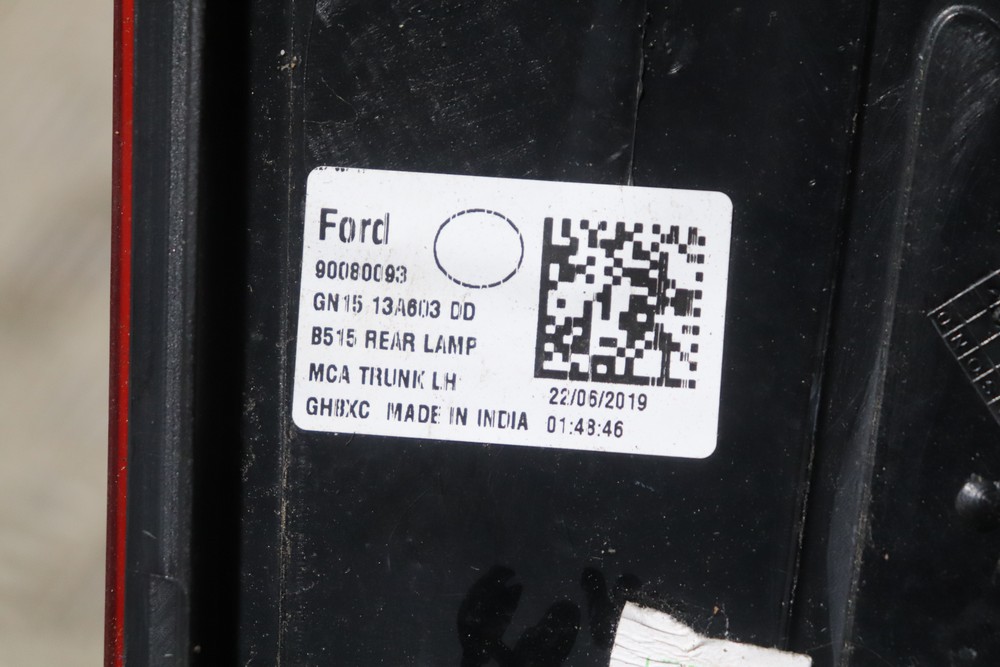 Ford
90080093
GN15 13A603 DD
B515 REAR LAMP
MCA TRUNK LH
GHBXC MADE IN INDIA
22/06/2019
01:48:46